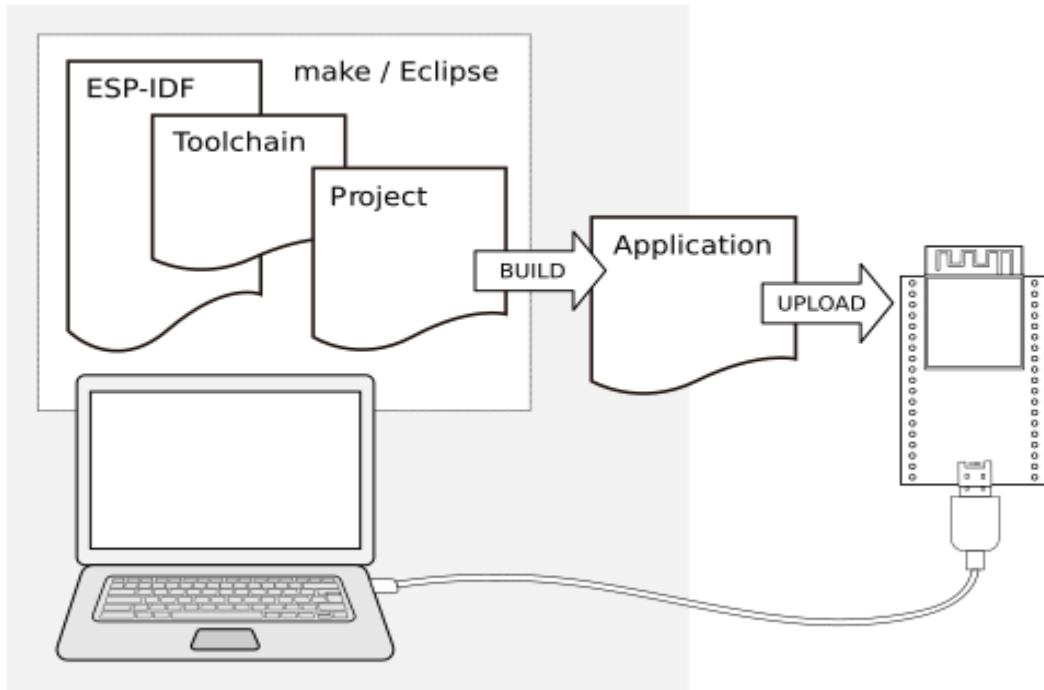 ESP-IDF
make / Eclipse
Toolchain
Project
BUILD
Application
UPLOAD